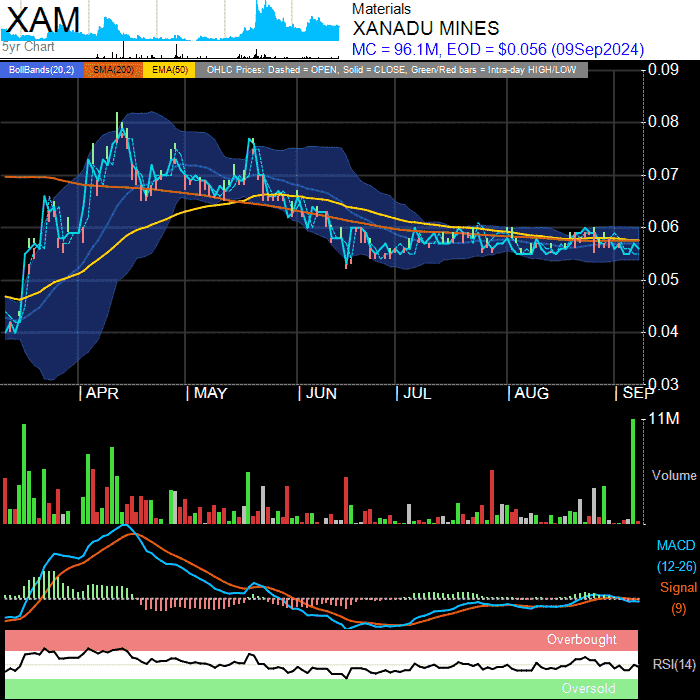 XAM
5yr Chart
Materials
XANADU MINES
MC = 96.1M, EOD = $0.056 (09Sep2024)
BollBands(20,2) SMA(200) EMA(50) OHLC Prices: Dashed = OPEN, Solid = CLOSE, Green/Red bars = Intra-day HIGH/LOW
0.09
0.08
0.07
0.06
0.05
0.04
0.03
APR MAY JUN JUL AUG SEP
11M
Volume
MACD
(12-26)
Signal
(9)
Overbought
RSI(14)
Oversold